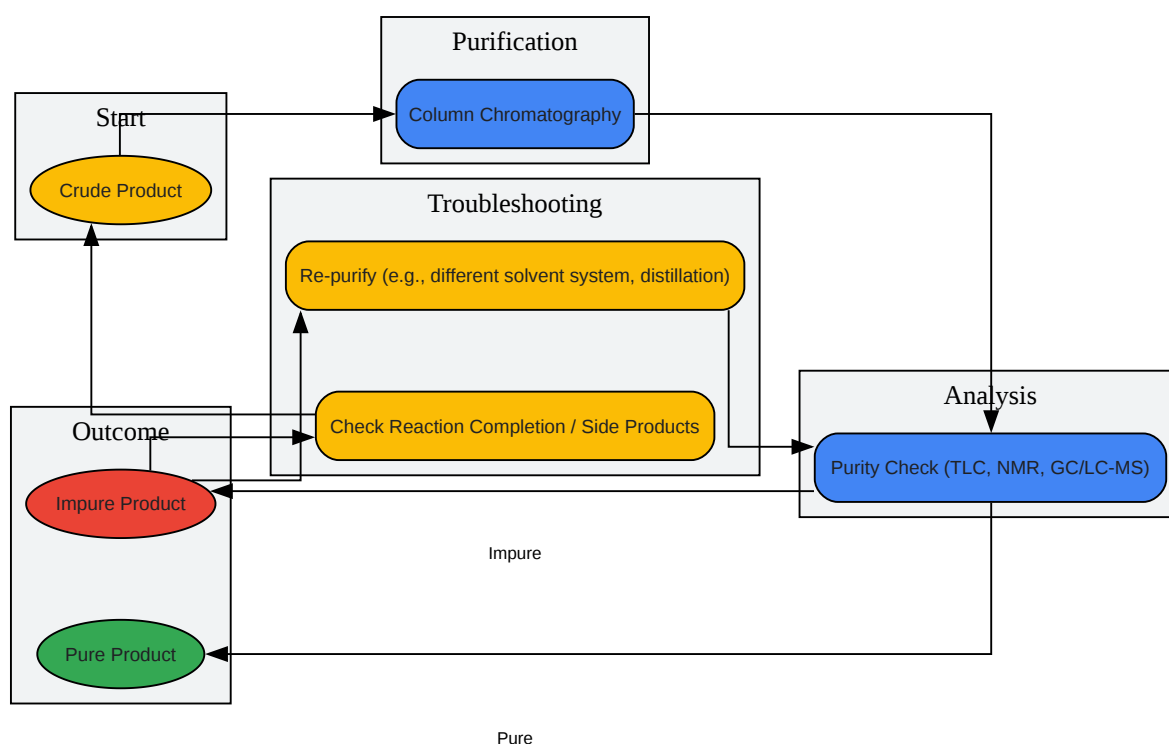 Purification
Column Chromatography
Start
Crude Product
Troubleshooting
Re-purify (e.g., different solvent system, distillation)
Check Reaction Completion / Side Products
Analysis
Purity Check (TLC, NMR, GC/LC-MS)
Outcome
Impure Product
Impure
Pure Product
Pure